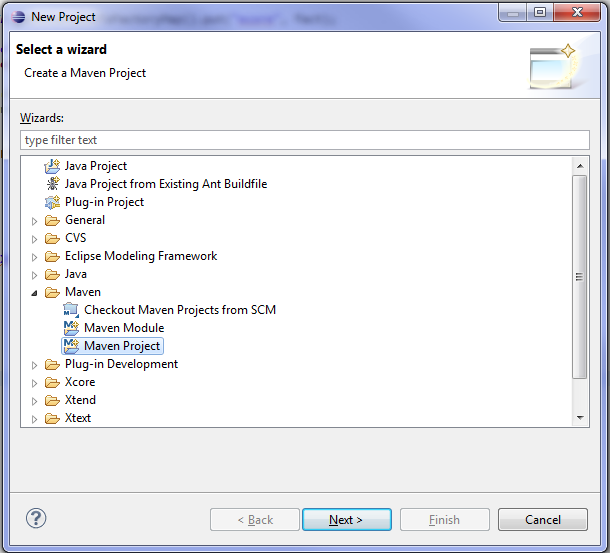 New Project
Select a wizard
Create a Maven Project
Wizards:
type filter text
Java Project
Java Project from Existing Ant Buildfile
Plug-in Project
General
CVS
Eclipse Modeling Framework
Java
Maven
Checkout Maven Projects from SCM
Maven Module
Maven Project
Plug-in Development
Xcore
Xtend
Xtext
< Back
Next >
Finish
Cancel